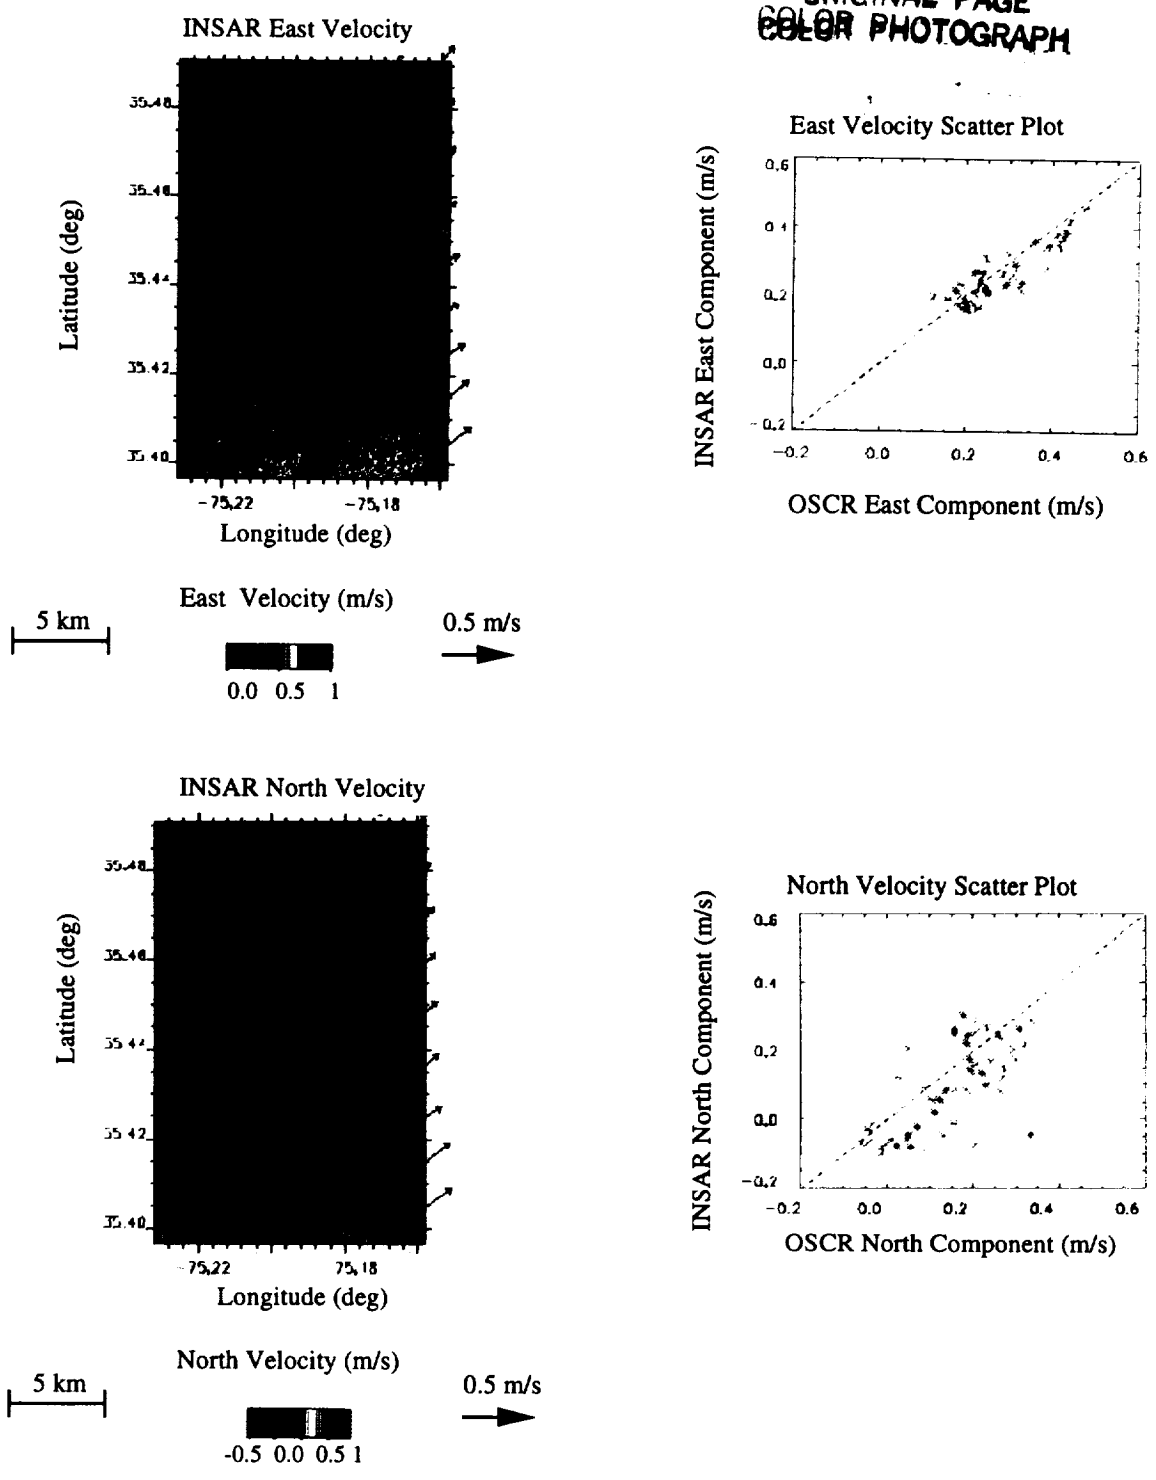 ORIGINAL PAGE
COLOR PHOTOGRAPH
INSAR East Velocity
35.48
35.46
35.44
35.42
35.40
Latitude (deg)
-75.22 -75.18
Longitude (deg)
East Velocity (m/s)
5 km
0.5 m/s
0.0 0.5 1
East Velocity Scatter Plot
INSAR East Component (m/s)
0.6
0.4
0.2
0.0
-0.2
-0.2 0.0 0.2 0.4 0.6
OSCR East Component (m/s)
INSAR North Velocity
35.48
35.46
35.44
35.42
35.40
Latitude (deg)
-75.22 75.18
Longitude (deg)
North Velocity (m/s)
5 km
0.5 m/s
-0.5 0.0 0.5 1
North Velocity Scatter Plot
INSAR North Component (m/s)
0.6
0.4
0.2
0.0
-0.2
-0.2 0.0 0.2 0.4 0.6
OSCR North Component (m/s)